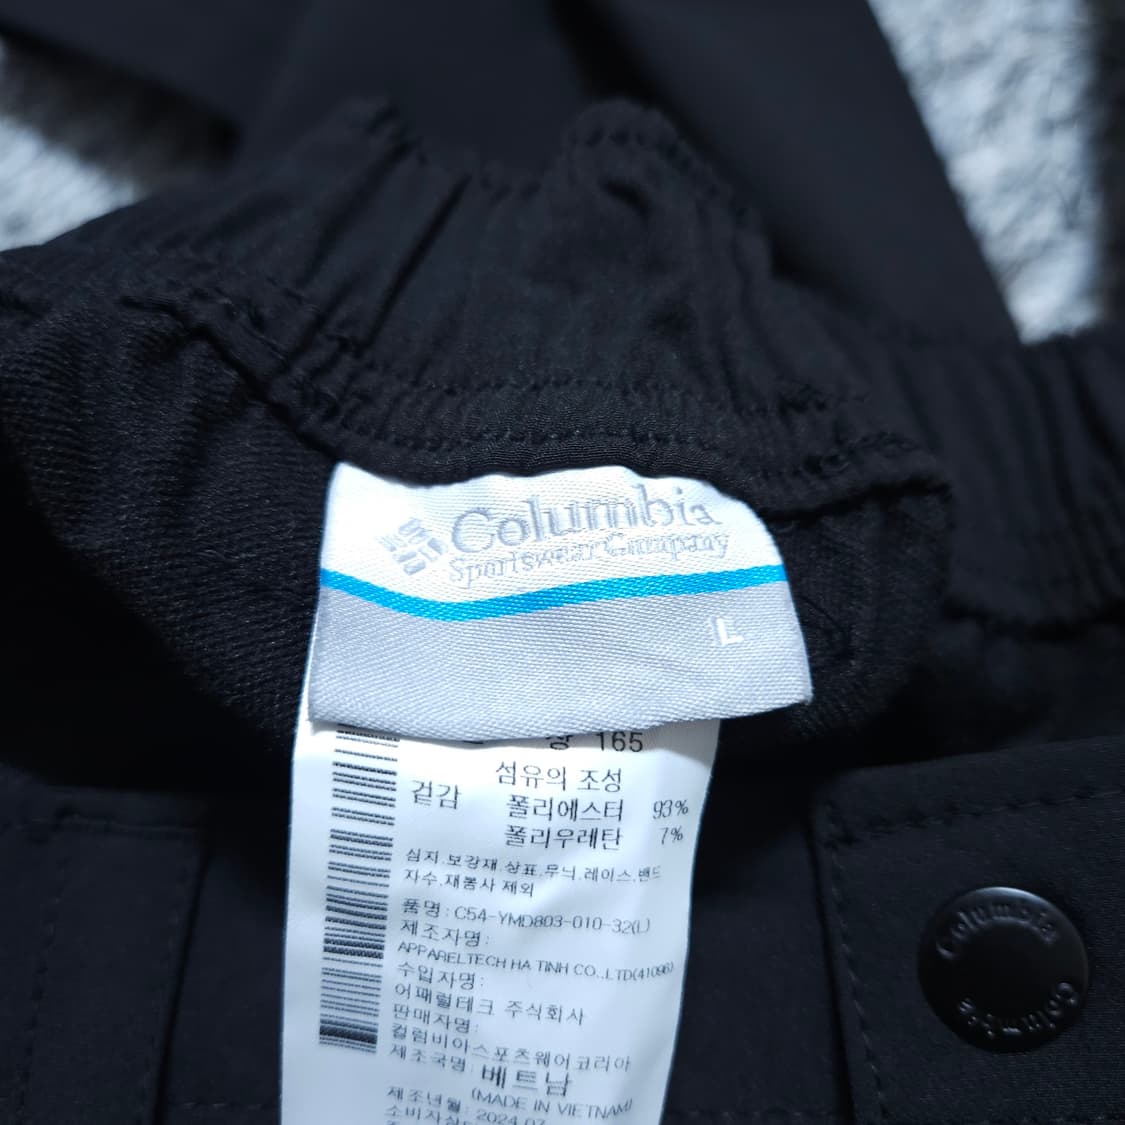 Columbia
Sportswear Company
L
장 165
섬유의 조성
겉감 폴리에스터 93%
폴리우레탄 7%
심지.보강재.상표.무늬.레이스.밴드
자수.재봉사 제외
품명: C54-YMD803-010-32(L)
제조자명:
APPARELTECH HA TINH CO.,LTD(41096)
수입자명:
어패럴테크 주식회사
판매자명:
컬럼비아스포츠웨어코리아
제조국명: 베트남
(MADE IN VIETNAM)
제조년월: 2024.07
Columbia
Columbia